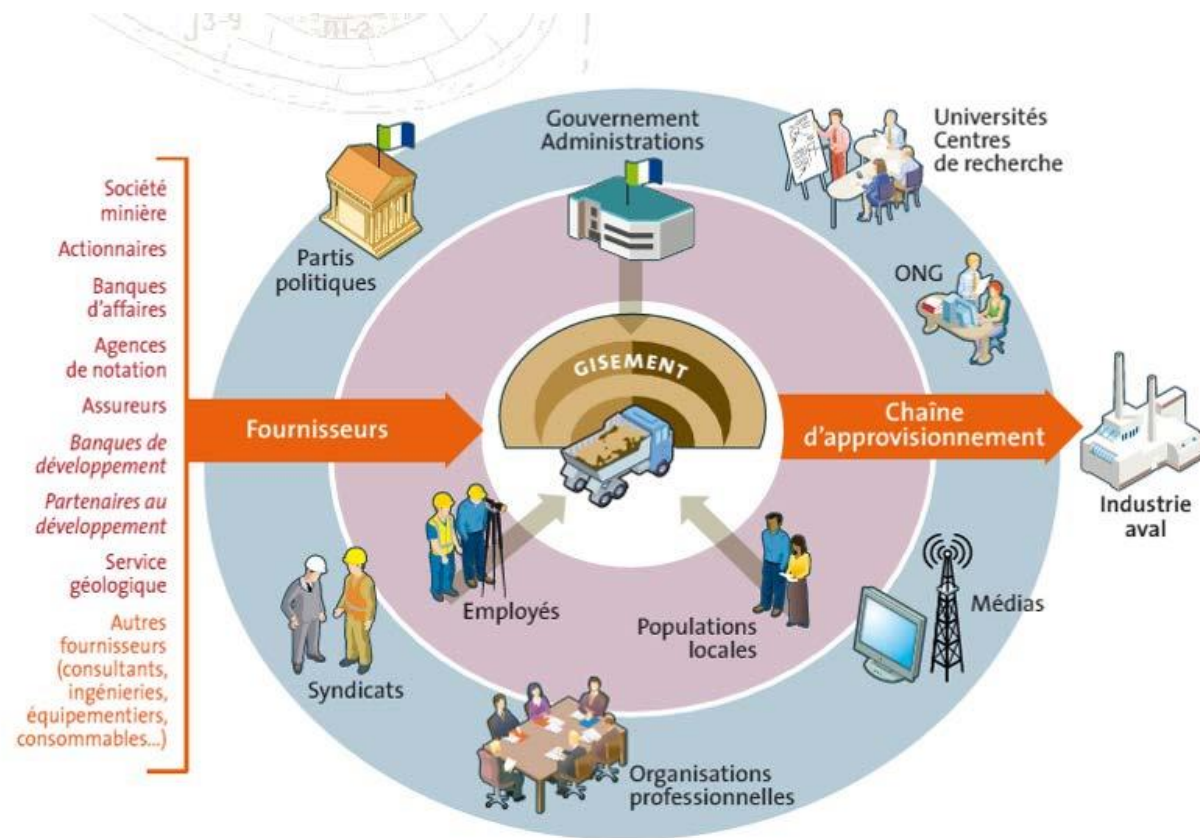 Société
minière
Actionnaires
Banques
d'affaires
Agences
de notation
Assureurs
Banques de
développement
Partenaires au
développement
Service
géologique
Autres
fournisseurs
(consultants,
ingénieries,
équipementiers,
consommables...)
Fournisseurs
Partis
politiques
Gouvernement
Administrations
Universités
Centres
de recherche
ONG
GISEMENT
Chaîne
d'approvisionnement
Industrie
aval
Employés
Populations
locales
Médias
Syndicats
Organisations
professionnelles